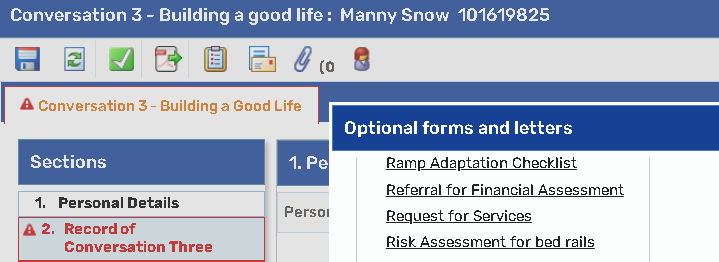 Conversation 3 - Building a good life : Manny Snow 101619825
(0
Conversation 3 - Building a Good Life
Optional forms and letters
Sections
1. Pe
Ramp Adaptation Checklist
Referral for Financial Assessment
1. Personal Details
Person
Request for Services
2. Record of
Conversation Three
Risk Assessment for bed rails